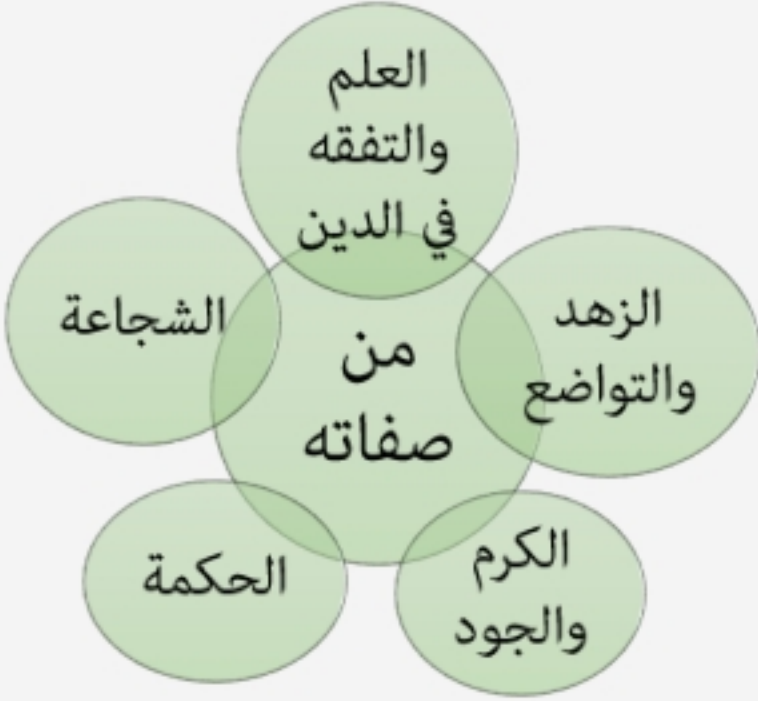 العلم
والتفقه
في الدين
الزهد
والتواضع
الكرم
والجود
الحكمة
الشجاعة
من
صفاته